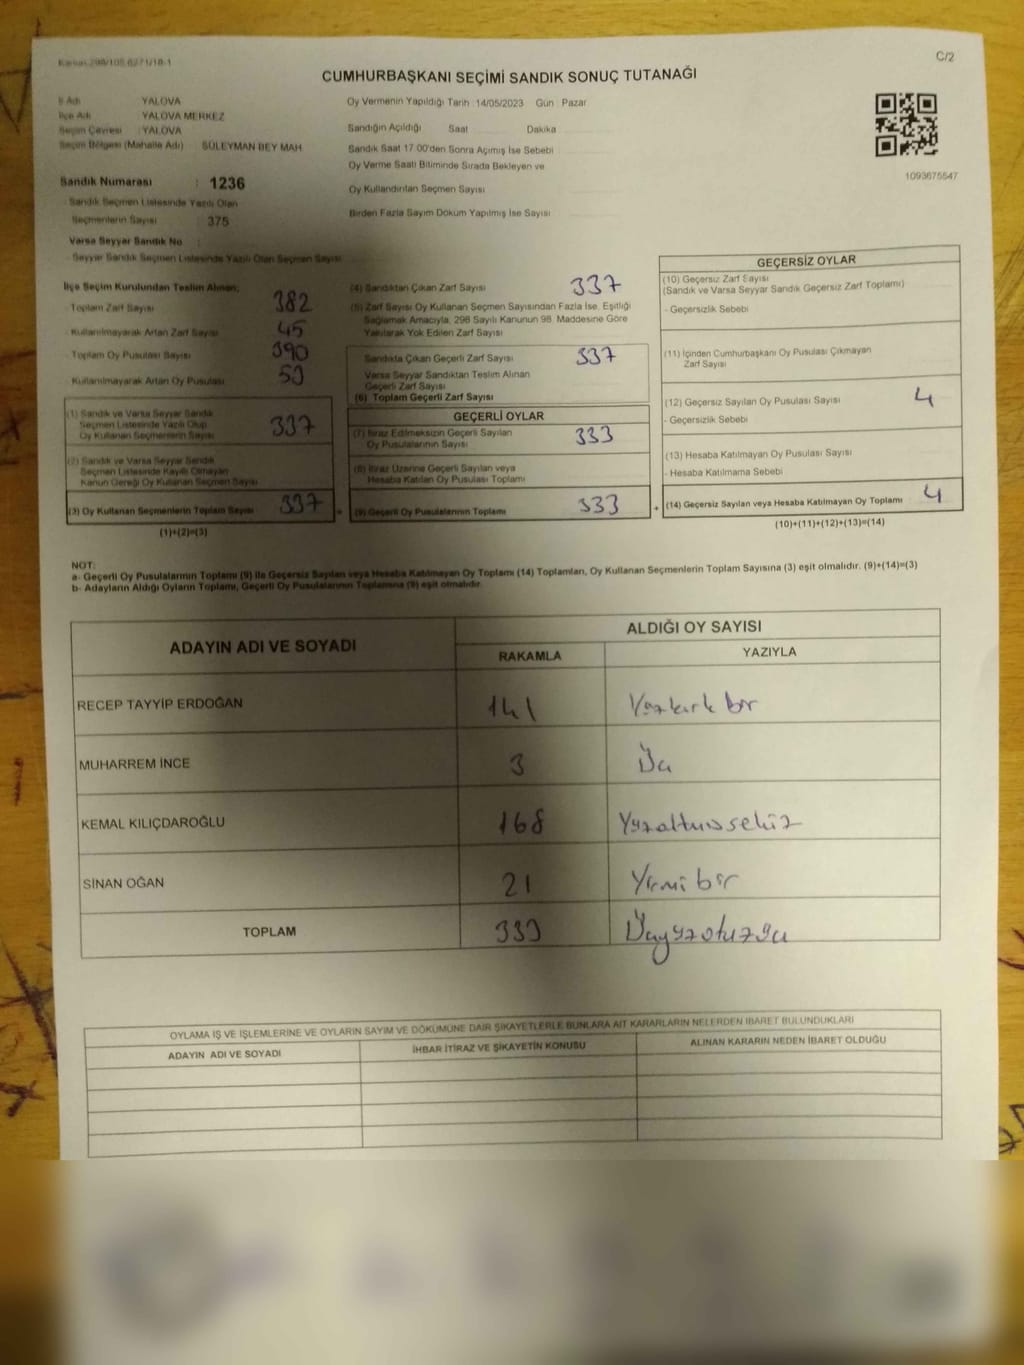 Kanun 298/105 6271/18-1
C/2
CUMHURBAŞKANI SEÇİMİ SANDIK SONUÇ TUTANAĞI
İl Adı YALOVA
İlçe Adı YALOVA MERKEZ
Seçim Çevresi : YALOVA
Seçim Bölgesi (Mahalle Adı) SÜLEYMAN BEY MAH.
Sandık Numarası : 1236
Sandık Seçmen Listesinde Yazılı Olan
Seçmenlerin Sayısı : 375
Varsa Seyyar Sandık No :
- Seyyar Sandık Seçmen Listesinde Yazılı Olan Seçmen Sayısı
Oy Vermenin Yapıldığı Tarih : 14/05/2023 Gün : Pazar
Sandığın Açıldığı Saat Dakika
Sandık Saat 17:00'den Sonra Açımış İse Sebebi
Oy Verme Saati Bitiminde Sırada Bekleyen ve
Oy Kullandırılan Seçmen Sayısı
Birden Fazla Sayım Döküm Yapılmış İse Sayısı
1093675547
İlçe Seçim Kurulundan Teslim Alınan;
- Toplam Zarf Sayısı 382
- Kullanılmayarak Artan Zarf Sayısı 45
- Toplam Oy Pusulası Sayısı 390
- Kullanılmayarak Artan Oy Pusulası 53
(1) Sandık ve Varsa Seyyar Sandık
Seçmen Listesinde Yazılı Olup
Oy Kullanan Seçmenlerin Sayısı 337
(2) Sandık ve Varsa Seyyar Sandık
Seçmen Listesinde Kayıtlı Olmayan
Kanun Gereği Oy Kullanan Seçmen Sayısı
(3) Oy Kullanan Seçmenlerin Toplam Sayısı 337
(1)+(2)=(3)
(4) Sandıktan Çıkan Zarf Sayısı 337
(5) Zarf Sayısı Oy Kullanan Seçmen Sayısından Fazla İse, Eşitliği
Sağlamak Amacıyla, 298 Sayılı Kanunun 98. Maddesine Göre
Yakılarak Yok Edilen Zarf Sayısı
Sandıkta Çıkan Geçerli Zarf Sayısı 337
Varsa Seyyar Sandıktan Teslim Alınan
Geçerli Zarf Sayısı
(6) Toplam Geçerli Zarf Sayısı
GEÇERLİ OYLAR
(7) İtiraz Edilmeksizin Geçerli Sayılan
Oy Pusulalarının Sayısı 333
(8) İtiraz Üzerine Geçerli Sayılan veya
Hesaba Katılan Oy Pusulası Toplamı
= (9) Geçerli Oy Pusulalarının Toplamı 333
GEÇERSİZ OYLAR
(10) Geçersiz Zarf Sayısı
(Sandık ve Varsa Seyyar Sandık Geçersiz Zarf Toplamı)
- Geçersizlik Sebebi
(11) İçinden Cumhurbaşkanı Oy Pusulası Çıkmayan
Zarf Sayısı
(12) Geçersiz Sayılan Oy Pusulası Sayısı 4
- Geçersizlik Sebebi
(13) Hesaba Katılmayan Oy Pusulası Sayısı
- Hesaba Katılmama Sebebi
+ (14) Geçersiz Sayılan veya Hesaba Katılmayan Oy Toplamı 4
(10)+(11)+(12)+(13)=(14)
NOT:
a- Geçerli Oy Pusulalarının Toplamı (9) ile Geçersiz Sayılan veya Hesaba Katılmayan Oy Toplamı (14) Toplamları, Oy Kullanan Seçmenlerin Toplam Sayısına (3) eşit olmalıdır. (9)+(14)=(3)
b- Adayların Aldığı Oyların Toplamı, Geçerli Oy Pusulalarının Toplamına (9) eşit olmalıdır.
ADAYIN ADI VE SOYADI ALDIĞI OY SAYISI
RAKAMLA YAZIYLA
RECEP TAYYİP ERDOĞAN 141 Yüzkırk bir
MUHARREM İNCE 3 Üç
KEMAL KILIÇDAROĞLU 168 Yüzaltmışsekiz
SİNAN OĞAN 21 Yirmi bir
TOPLAM 333 Üçyüzotuzüç
OYLAMA İŞ VE İŞLEMLERİNE VE OYLARIN SAYIM VE DÖKÜMÜNE DAİR ŞİKAYETLERLE BUNLARA AİT KARARLARIN NELERDEN İBARET BULUNDUKLARI
ADAYIN ADI VE SOYADI İHBAR İTİRAZ VE ŞİKAYETİN KONUSU ALINAN KARARIN NEDEN İBARET OLDUĞU